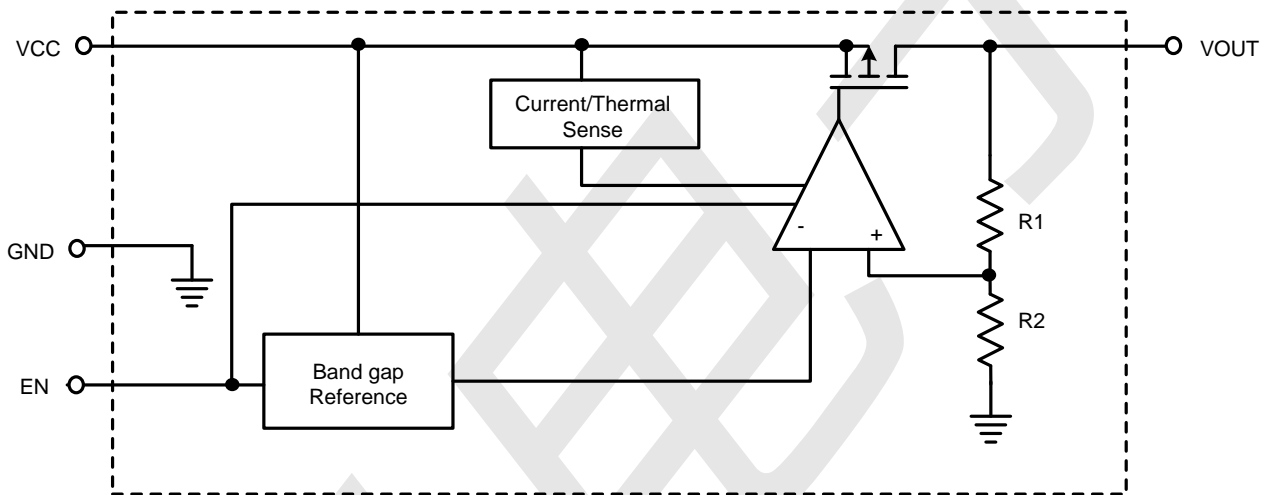 VCC
VOUT
Current/Thermal
Sense
-
+
R1
GND
R2
EN
Band gap
Reference